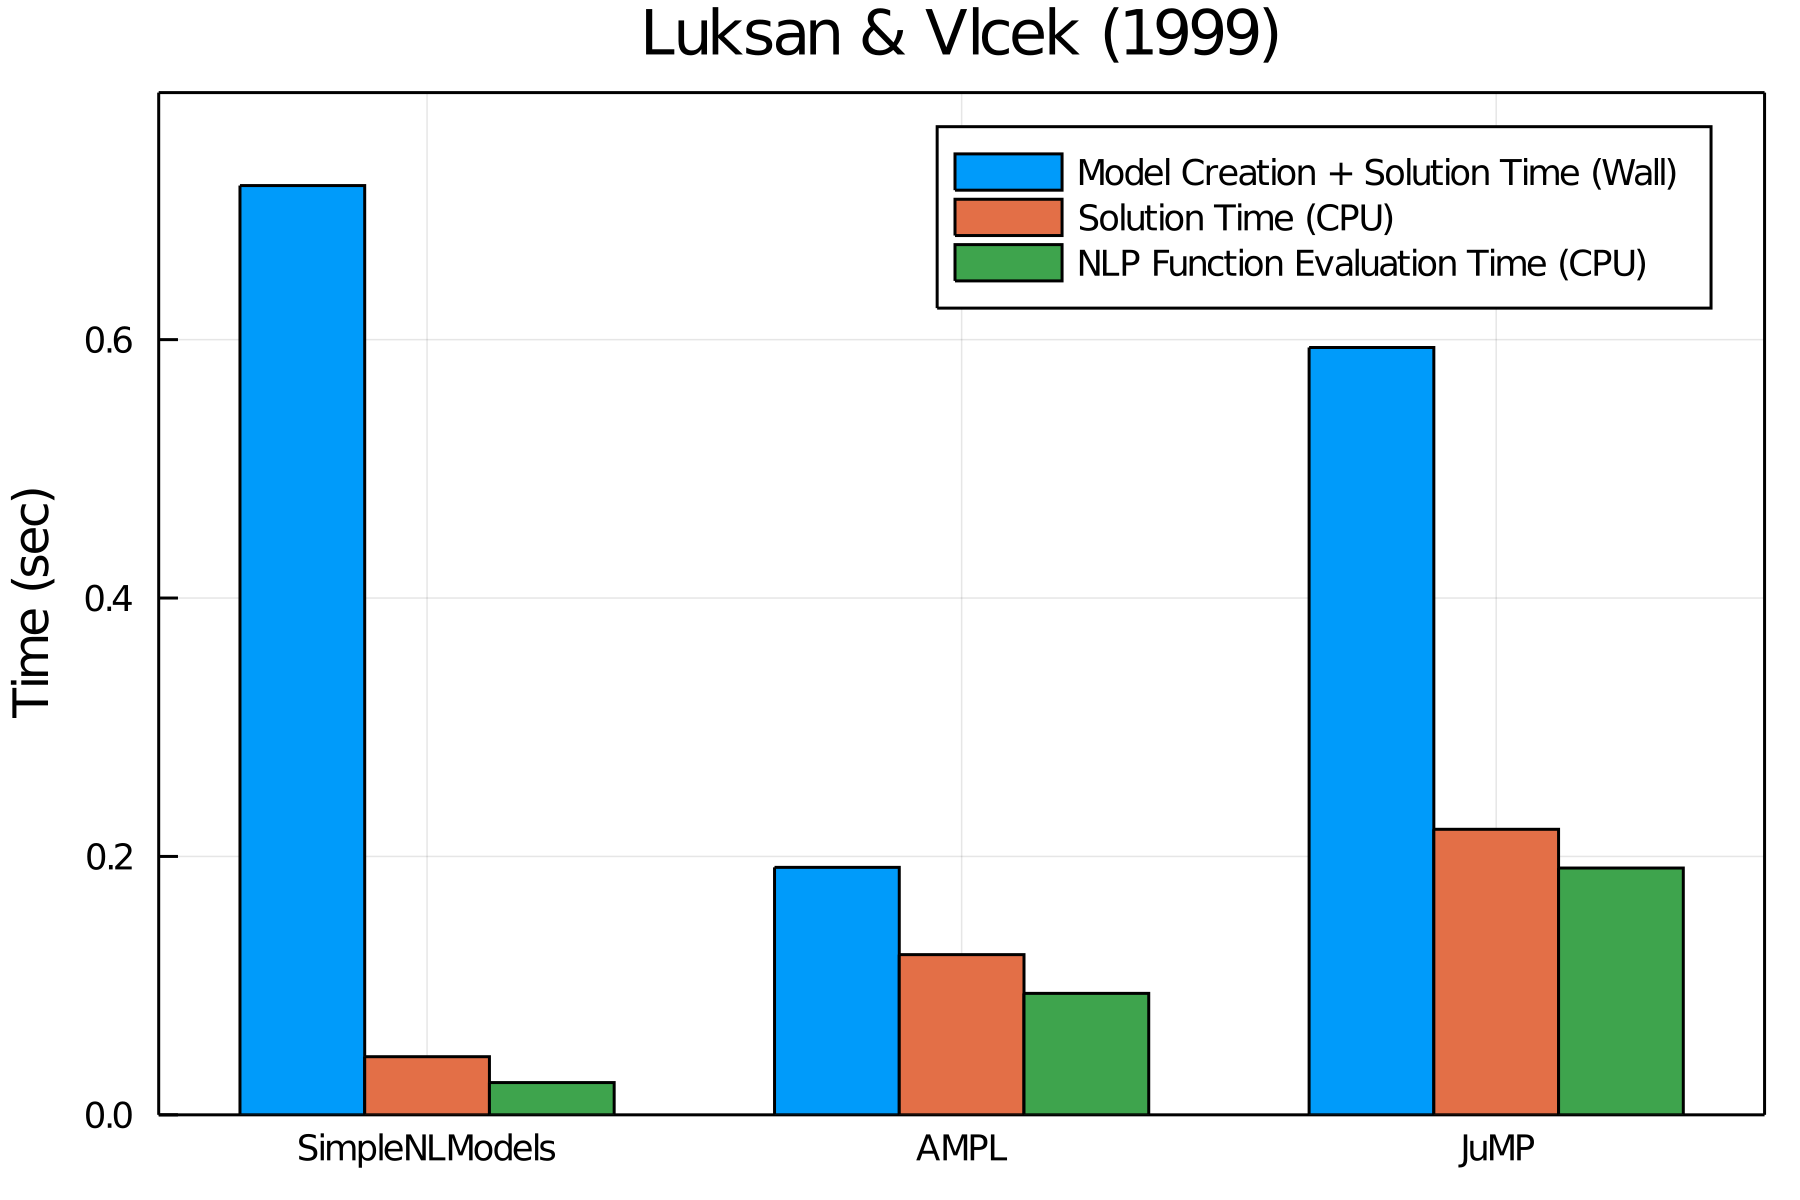 Luksan & Vlcek (1999)
Model Creation + Solution Time (Wall)
Solution Time (CPU)
NLP Function Evaluation Time (CPU)
Time (sec)
0.6
0.4
0.2
0.0
SimpleNLModels
AMPL
JuMP